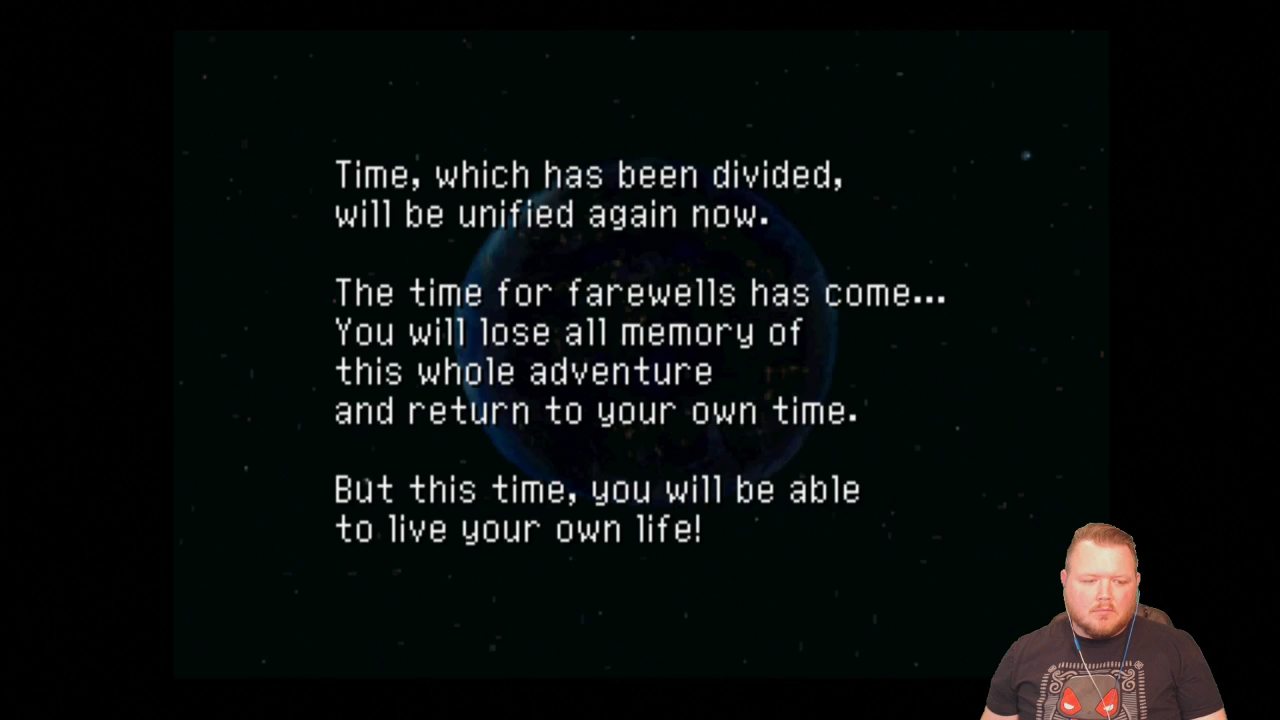 Time, which has been divided,
will be unified again now.
The time for farewells has come...
You will lose all memory of
this whole adventure
and return to your own time.
But this time, you will be able
to live your own life!